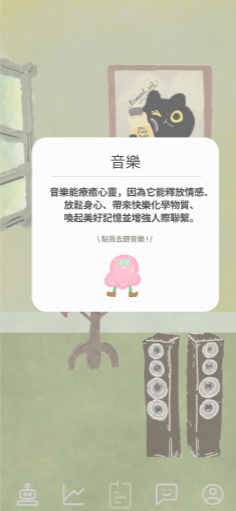 音樂
音樂能療癒心靈，因為它能釋放情感、
放鬆身心、帶來快樂化學物質、
喚起美好記憶並增強人際聯繫。
\ 點我去聽音樂! /